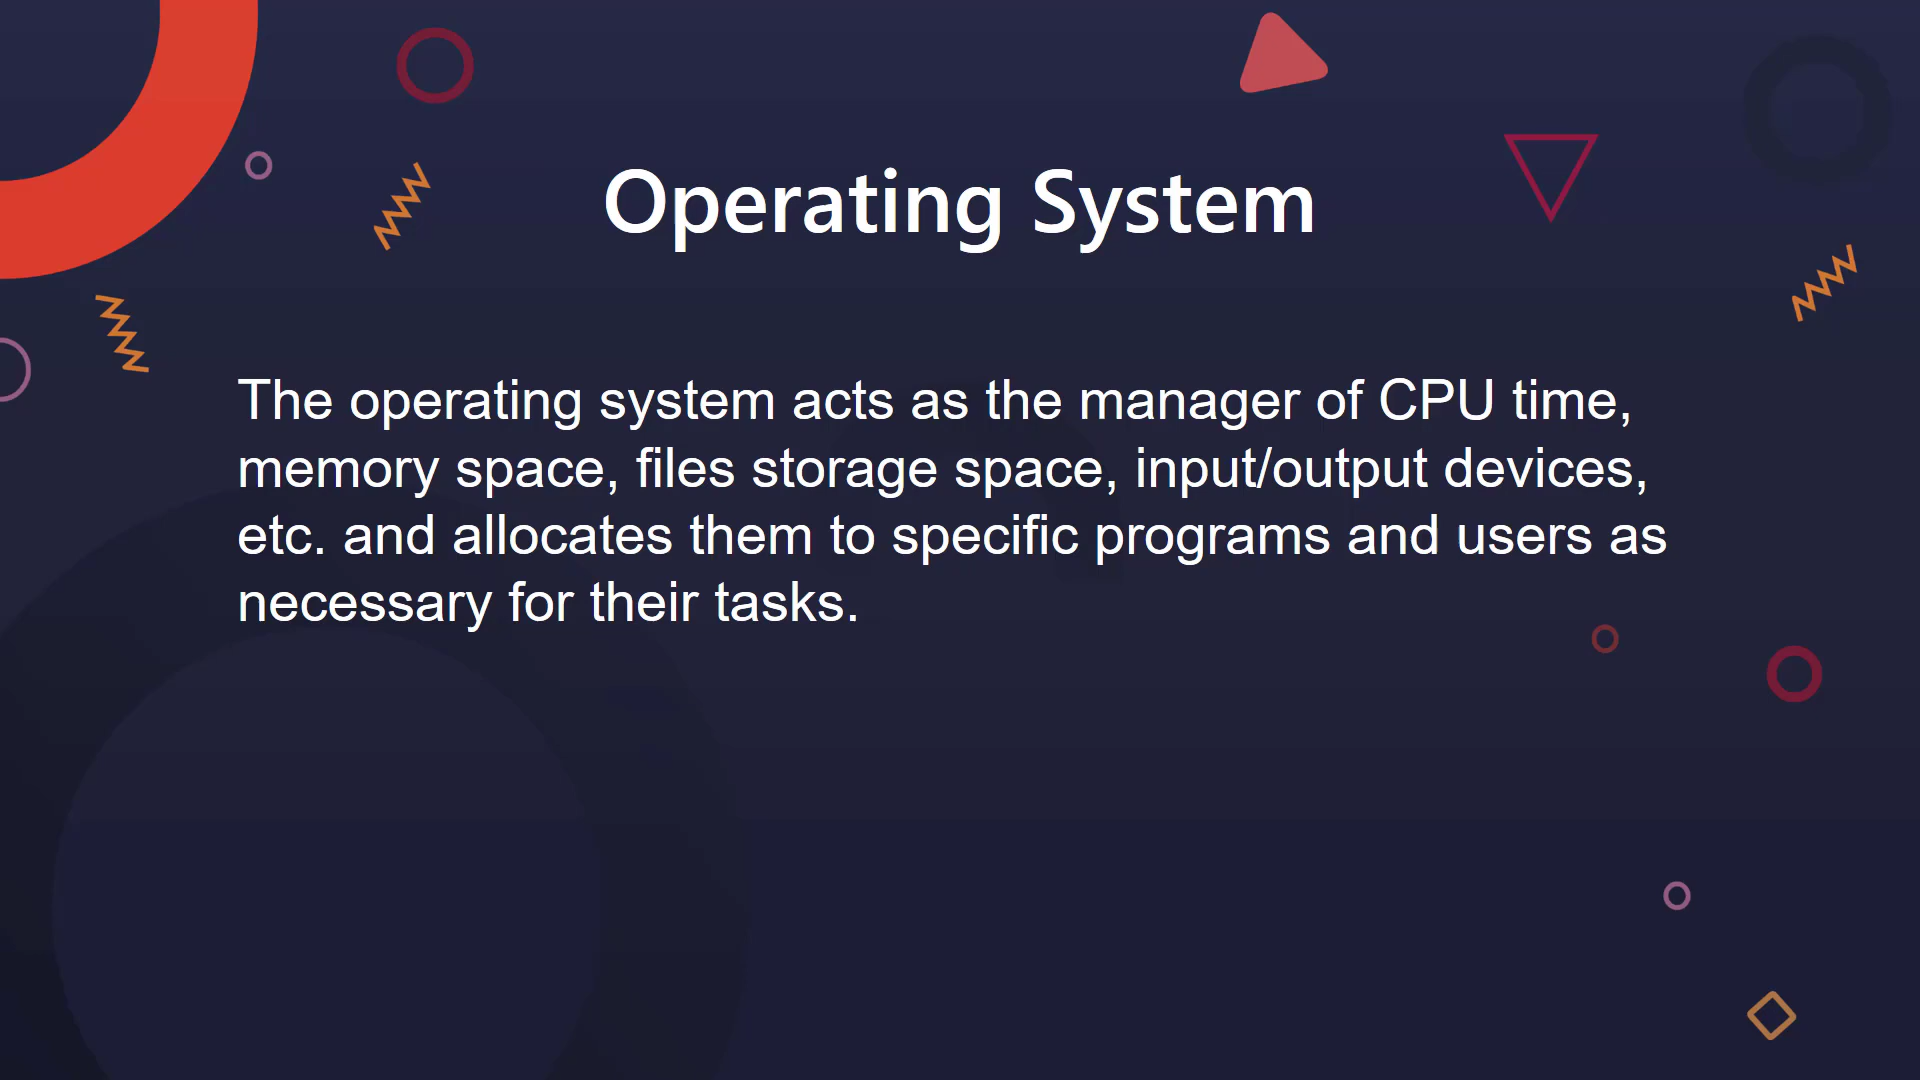 Operating System
The operating system acts as the manager of CPU time,
memory space, files storage space, input/output devices,
etc. and allocates them to specific programs and users as
necessary for their tasks.